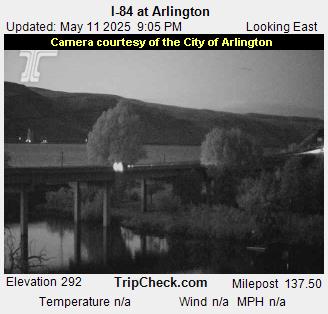 I-84 at Arlington
Updated: May 11 2025 9:05 PM Looking East
Camera courtesy of the City of Arlington
Elevation 292 TripCheck.com Milepost 137.50
Temperature n/a Wind n/a MPH n/a